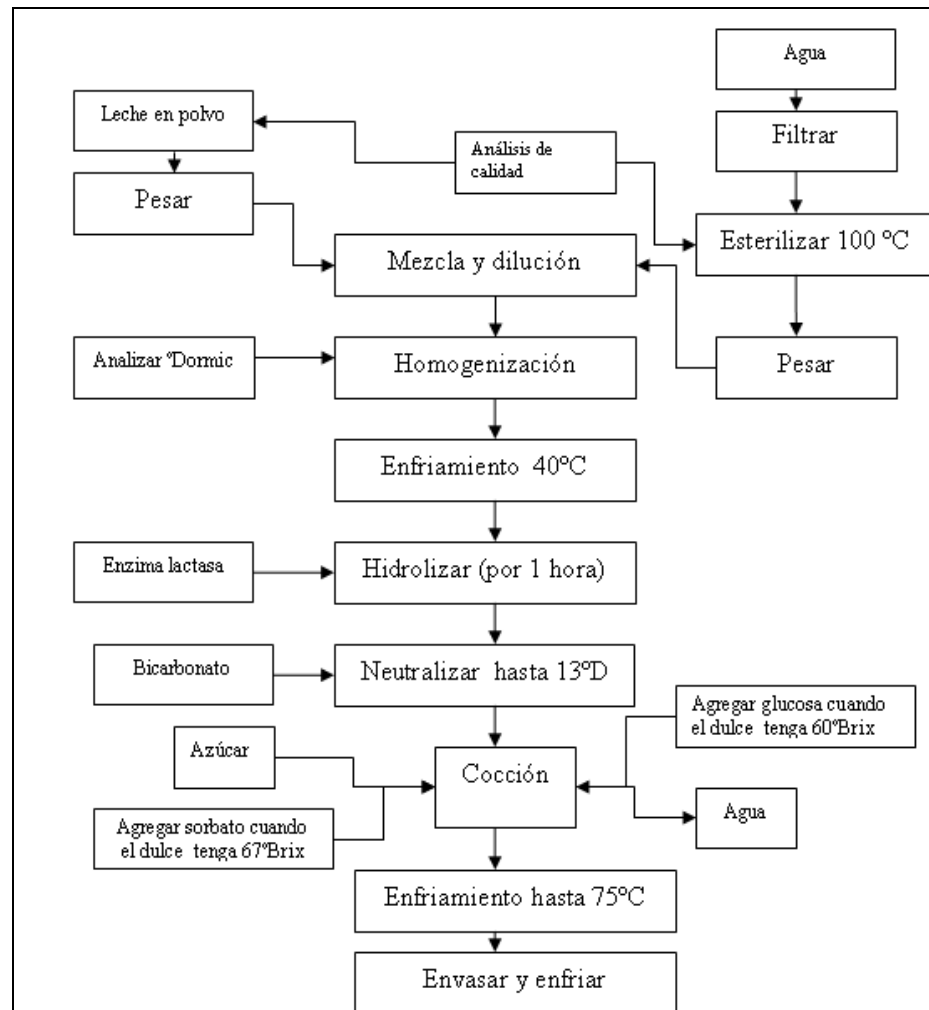 Agua
Leche en polvo
Filtrar
Análisis de
calidad
Pesar
Esterilizar 100 ºC
Mezcla y dilución
Analizar ºDormic
Homogenización
Pesar
Enfriamiento 40ºC
Enzima lactasa
Hidrolizar (por 1 hora)
Bicarbonato
Neutralizar hasta 13ºD
Agregar glucosa cuando
el dulce tenga 60ºBrix
Azúcar
Cocción
Agua
Agregar sorbato cuando
el dulce tenga 67ºBrix
Enfriamiento hasta 75ºC
Envasar y enfriar